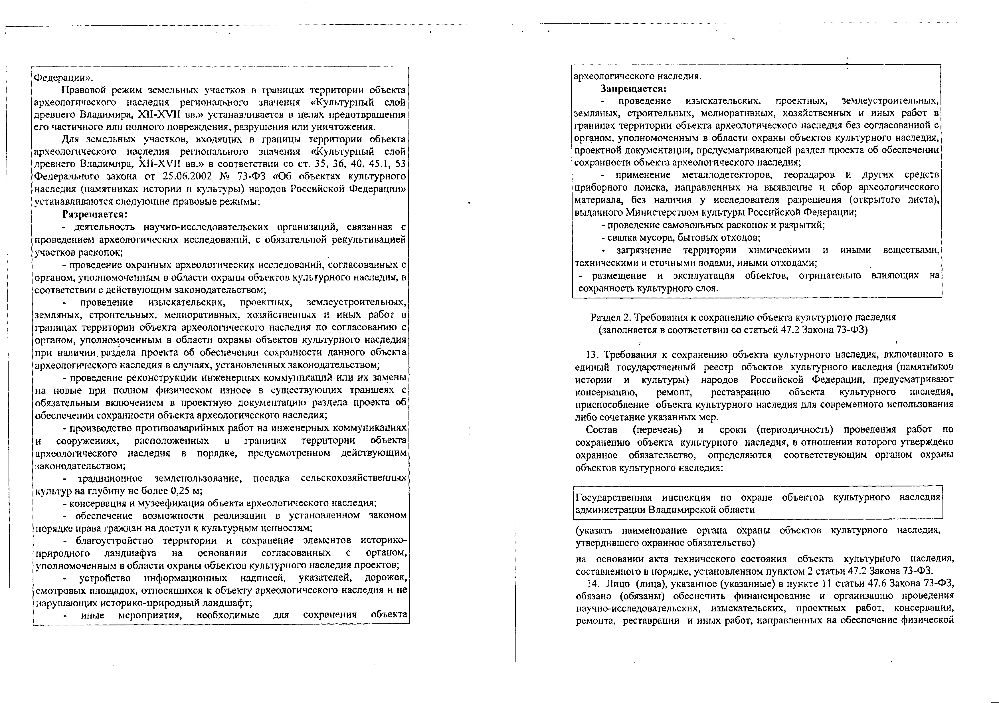 Федерации».
Правовой режим земельных участков в границах территории объекта
археологического наследия регионального значения «Культурный слой
древнего Владимира, XII-XVII вв.» устанавливается в целях предотвращения
его частичного или полного повреждения, разрушения или уничтожения.
Для земельных участков, входящих в границы территории объекта
археологического наследия регионального значения «Культурный слой
древнего Владимира, XII-XVII вв.» в соответствии со ст. 35, 36, 40, 45.1, 53
Федерального закона от 25.06.2002 № 73-ФЗ «Об объектах культурного
наследия (памятниках истории и культуры) народов Российской Федерации»
устанавливаются следующие правовые режимы:
Разрешается:
- деятельность научно-исследовательских организаций, связанная с
проведением археологических исследований, с обязательной рекультивацией
участков раскопок;
- проведение охранных археологических исследований, согласованных с
органом, уполномоченным в области охраны объектов культурного наследия, в
соответствии с действующим законодательством;
- проведение изыскательских, проектных, землеустроительных,
земляных, строительных, мелиоративных, хозяйственных и иных работ в
границах территории объекта археологического наследия по согласованию с
органом, уполномоченным в области охраны объектов культурного наследия
при наличии раздела проекта об обеспечении сохранности данного объекта
археологического наследия в случаях, установленных законодательством;
- проведение реконструкции инженерных коммуникаций или их замены
на новые при полном физическом износе в существующих траншеях с
обязательным включением в проектную документацию раздела проекта об
обеспечении сохранности объекта археологического наследия;
- производство противоаварийных работ на инженерных коммуникациях
и сооружениях, расположенных в границах территории объекта
археологического наследия в порядке, предусмотренном действующим
законодательством;
- традиционное землепользование, посадка сельскохозяйственных
культур на глубину не более 0,25 м;
- консервация и музеефикация объекта археологического наследия;
- обеспечение возможности реализации в установленном законом
порядке права граждан на доступ к культурным ценностям;
- благоустройство территории и сохранение элементов историко-
природного ландшафта на основании согласованных с органом,
уполномоченным в области охраны объектов культурного наследия проектов;
- устройство информационных надписей, указателей, дорожек,
смотровых площадок, относящихся к объекту археологического наследия и не
нарушающих историко-природный ландшафт;
- иные мероприятия, необходимые для сохранения объекта
археологического наследия.
Запрещается:
- проведение изыскательских, проектных, землеустроительных,
земляных, строительных, мелиоративных, хозяйственных и иных работ в
границах территории объекта археологического наследия без согласованной с
органом, уполномоченным в области охраны объектов культурного наследия,
проектной документации, предусматривающей раздел проекта об обеспечении
сохранности объекта археологического наследия;
- применение металлодетекторов, георадаров и других средств
приборного поиска, направленных на выявление и сбор археологического
материала, без наличия у исследователя разрешения (открытого листа),
выданного Министерством культуры Российской Федерации;
- проведение самовольных раскопок и разрытий;
- свалка мусора, бытовых отходов;
- загрязнение территории химическими и иными веществами,
техническими и сточными водами, иными отходами;
- размещение и эксплуатация объектов, отрицательно влияющих на
сохранность культурного слоя.
Раздел 2. Требования к сохранению объекта культурного наследия
(заполняется в соответствии со статьей 47.2 Закона 73-ФЗ)
13. Требования к сохранению объекта культурного наследия, включенного в
единый государственный реестр объектов культурного наследия (памятников
истории и культуры) народов Российской Федерации, предусматривают
консервацию, ремонт, реставрацию объекта культурного наследия,
приспособление объекта культурного наследия для современного использования
либо сочетание указанных мер.
Состав (перечень) и сроки (периодичность) проведения работ по
сохранению объекта культурного наследия, в отношении которого утверждено
охранное обязательство, определяются соответствующим органом охраны
объектов культурного наследия:
Государственная инспекция по охране объектов культурного наследия
администрации Владимирской области
(указать наименование органа охраны объектов культурного наследия,
утвердившего охранное обязательство)
на основании акта технического состояния объекта культурного наследия,
составленного в порядке, установленном пунктом 2 статьи 47.2 Закона 73-ФЗ.
14. Лицо (лица), указанное (указанные) в пункте 11 статьи 47.6 Закона 73-ФЗ,
обязано (обязаны) обеспечить финансирование и организацию проведения
научно-исследовательских, изыскательских, проектных работ, консервации,
ремонта, реставрации и иных работ, направленных на обеспечение физической